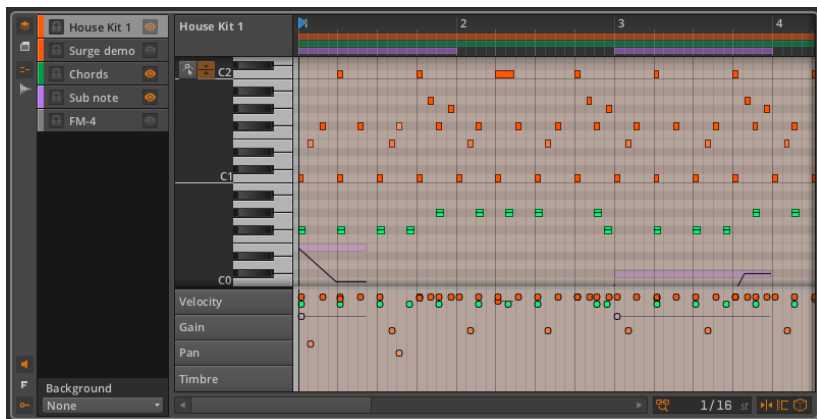 House Kit 1
Surge demo
Chords
Sub note
FM-4
Background
None
F
House Kit 1
2
3
4
C2
C1
C0
Velocity
Gain
Pan
Timbre
1/16 st